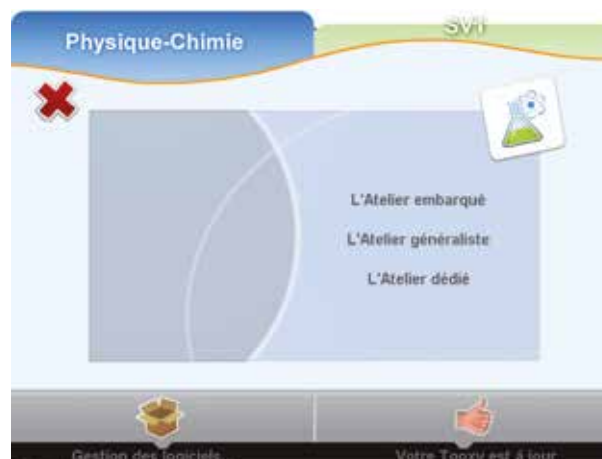 Physique-Chimie
SVT
L'Atelier embarqué
L'Atelier généraliste
L'Atelier dédié
Gestion des logiciels
Votre Tooxy est à jour